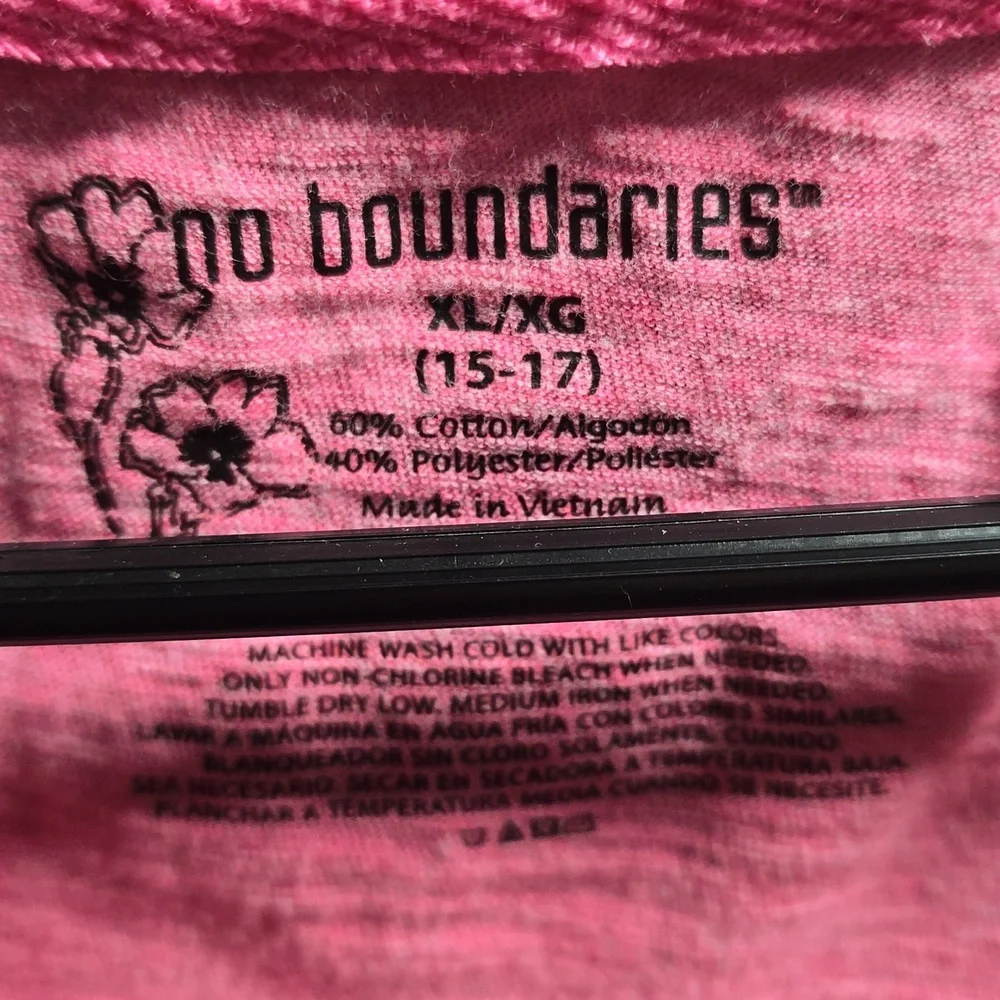 no boundaries™
XL/XG
(15-17)
60% Cotton/Algodón
40% Polyester/Poliéster
Made in Vietnam
MACHINE WASH COLD WITH LIKE COLORS.
ONLY NON-CHLORINE BLEACH WHEN NEEDED.
TUMBLE DRY LOW. MEDIUM IRON WHEN NEEDED.
LAVAR A MÁQUINA EN AGUA FRÍA CON COLORES SIMILARES.
BLANQUEADOR SIN CLORO SOLAMENTE, CUANDO
SEA NECESARIO. SECAR EN SECADORA A TEMPERATURA BAJA.
PLANCHAR A TEMPERATURA MEDIA CUANDO SE NECESITE.